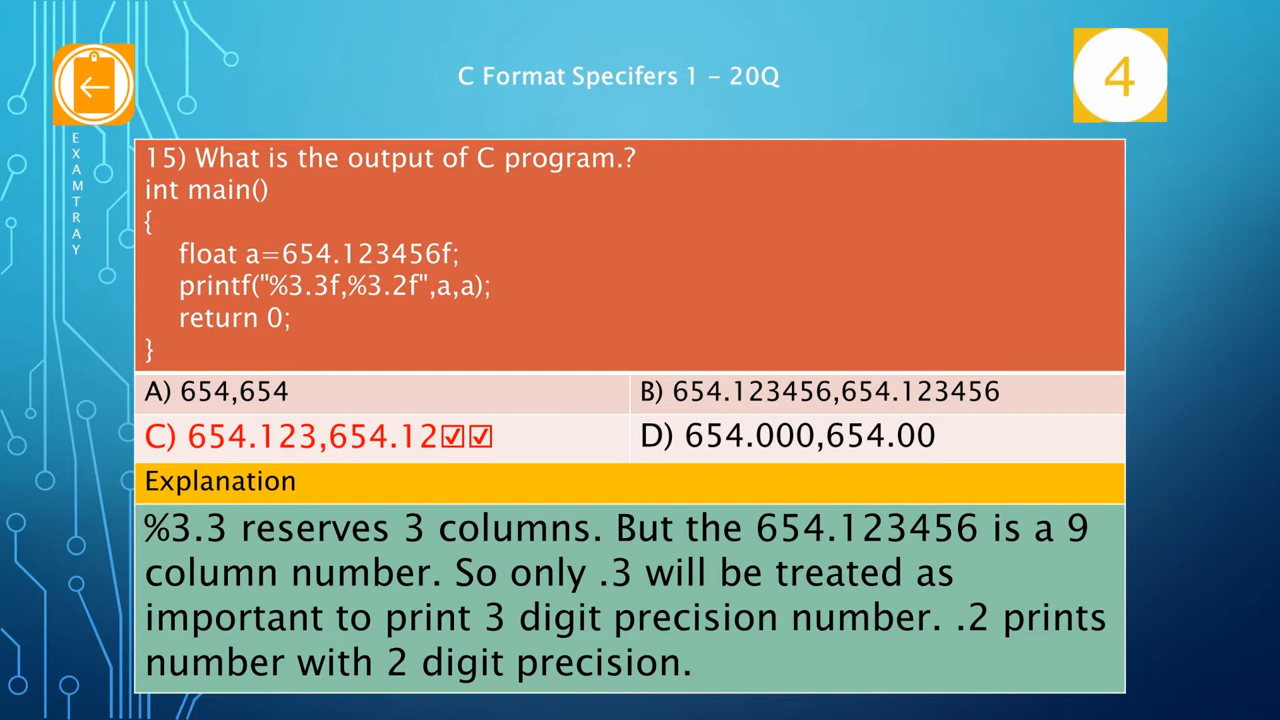 C Format Specifers 1 – 20Q
4
EXAMTRAY
15) What is the output of C program.?
int main()
{
float a=654.123456f;
printf("%3.3f,%3.2f",a,a);
return 0;
}
A) 654,654
B) 654.123456,654.123456
C) 654.123,654.12☑☑
D) 654.000,654.00
Explanation
%3.3 reserves 3 columns. But the 654.123456 is a 9
column number. So only .3 will be treated as
important to print 3 digit precision number. .2 prints
number with 2 digit precision.